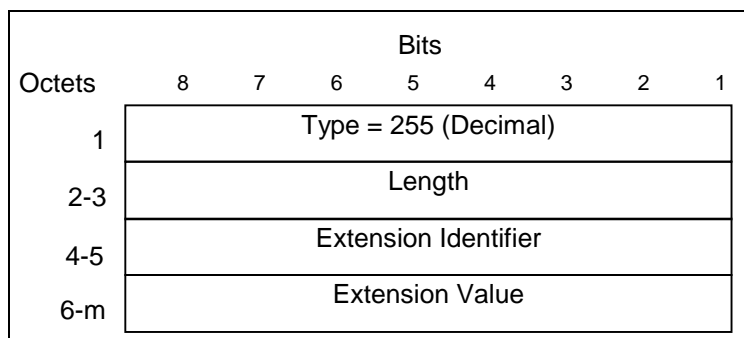 Bits
Octets 8 7 6 5 4 3 2 1
1 Type = 255 (Decimal)
2-3 Length
4-5 Extension Identifier
6-m Extension Value